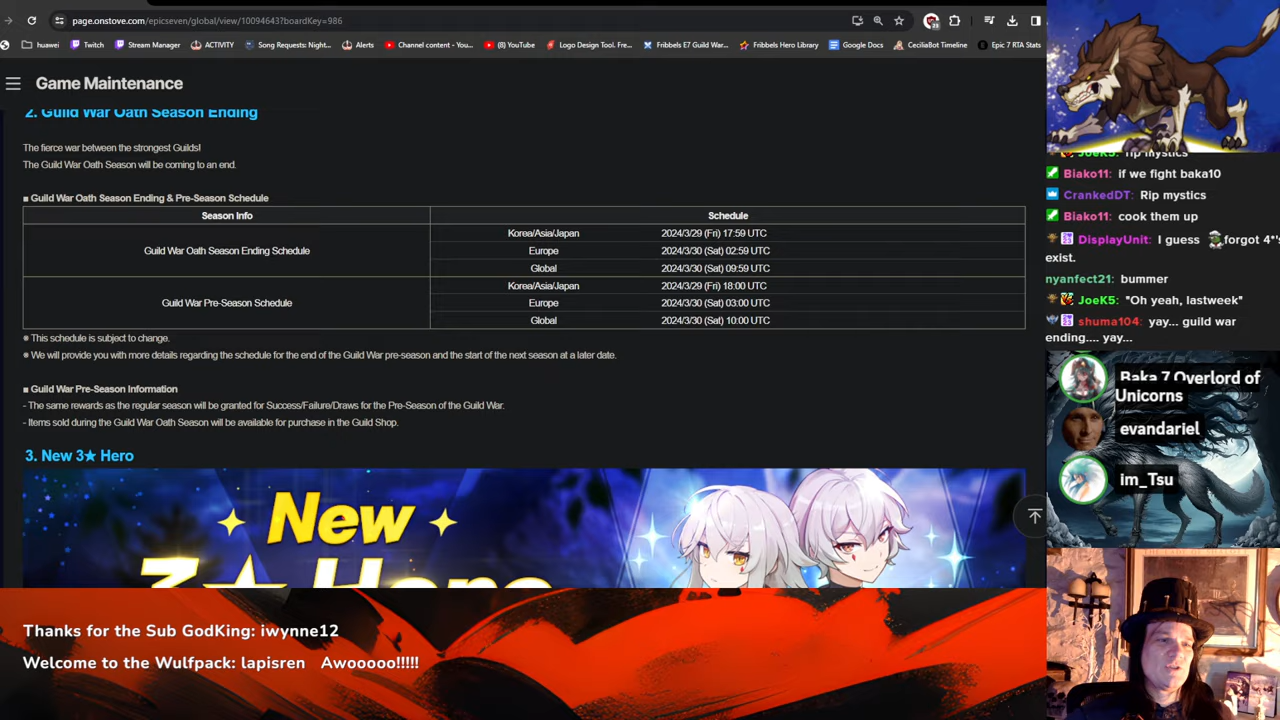 page.onstove.com/epicseven/global/view/10094643?boardKey=986
huawei
Twitch
Stream Manager
ACTIVITY
Song Requests: Night...
Alerts
Channel content - You...
(8) YouTube
Logo Design Tool. Fre...
Fribbels E7 Guild War...
Fribbels Hero Library
Google Docs
CeciliaBot Timeline
Epic 7 RTA Stats
Game Maintenance
2. Guild War Oath Season Ending
The fierce war between the strongest Guilds!
The Guild War Oath Season will be coming to an end.
■ Guild War Oath Season Ending & Pre-Season Schedule
Season Info
Schedule
Guild War Oath Season Ending Schedule
Korea/Asia/Japan 2024/3/29 (Fri) 17:59 UTC
Europe 2024/3/30 (Sat) 02:59 UTC
Global 2024/3/30 (Sat) 09:59 UTC
Guild War Pre-Season Schedule
Korea/Asia/Japan 2024/3/29 (Fri) 18:00 UTC
Europe 2024/3/30 (Sat) 03:00 UTC
Global 2024/3/30 (Sat) 10:00 UTC
※ This schedule is subject to change.
※ We will provide you with more details regarding the schedule for the end of the Guild War pre-season and the start of the next season at a later date.
■ Guild War Pre-Season Information
- The same rewards as the regular season will be granted for Success/Failure/Draws for the Pre-Season of the Guild War.
- Items sold during the Guild War Oath Season will be available for purchase in the Guild Shop.
3. New 3★ Hero
New
3★ Hero
Thanks for the Sub GodKing: iwynne12
Welcome to the Wulfpack: lapisren Awooooo!!!!!
JoeK5: rip mystics
Biako11: if we fight baka10
CrankedDT: Rip mystics
Biako11: cook them up
DisplayUnit: I guess forgot 4*'s
exist.
nyanfect21: bummer
JoeK5: "Oh yeah, lastweek"
shuma104: yay... guild war
ending.... yay...
Baka 7 Overlord of
Unicorns
evandariel
im_Tsu